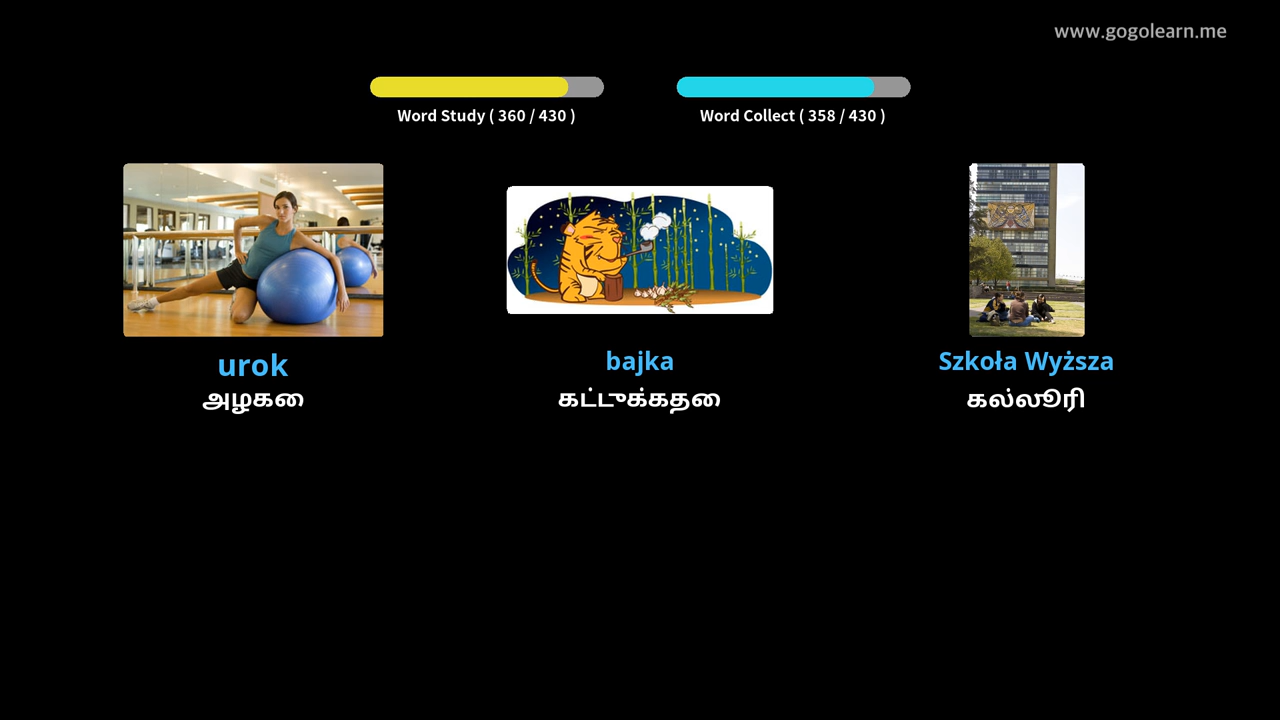 www.gogolearn.me
Word Study ( 360 / 430 )
Word Collect ( 358 / 430 )
urok
அழகை
bajka
கட்டுக்கதை
Szkoła Wyższa
கல்லூரி